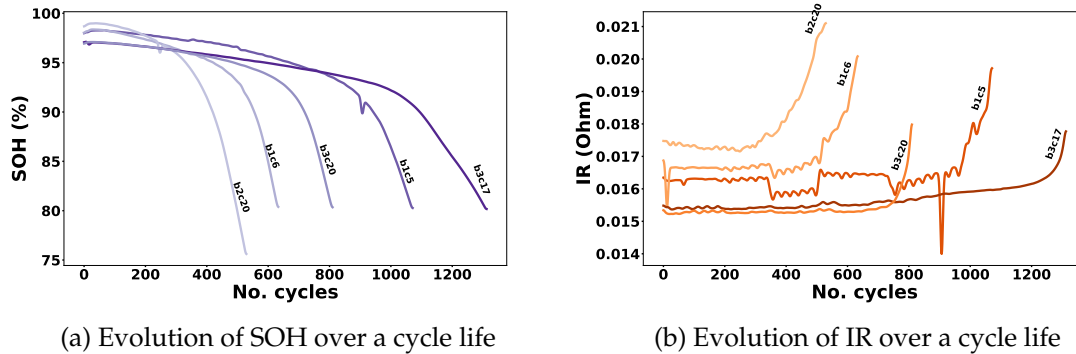 100
95
90
85
80
75
SOH (%)
b2c20
b1c6
b3c20
b1c5
b3c17
0 200 400 600 800 1000 1200
No. cycles
(a) Evolution of SOH over a cycle life
0.021
0.020
0.019
0.018
0.017
0.016
0.015
0.014
IR (Ohm)
b2c20
b1c6
b3c20
b1c5
b3c17
0 200 400 600 800 1000 1200
No. cycles
(b) Evolution of IR over a cycle life